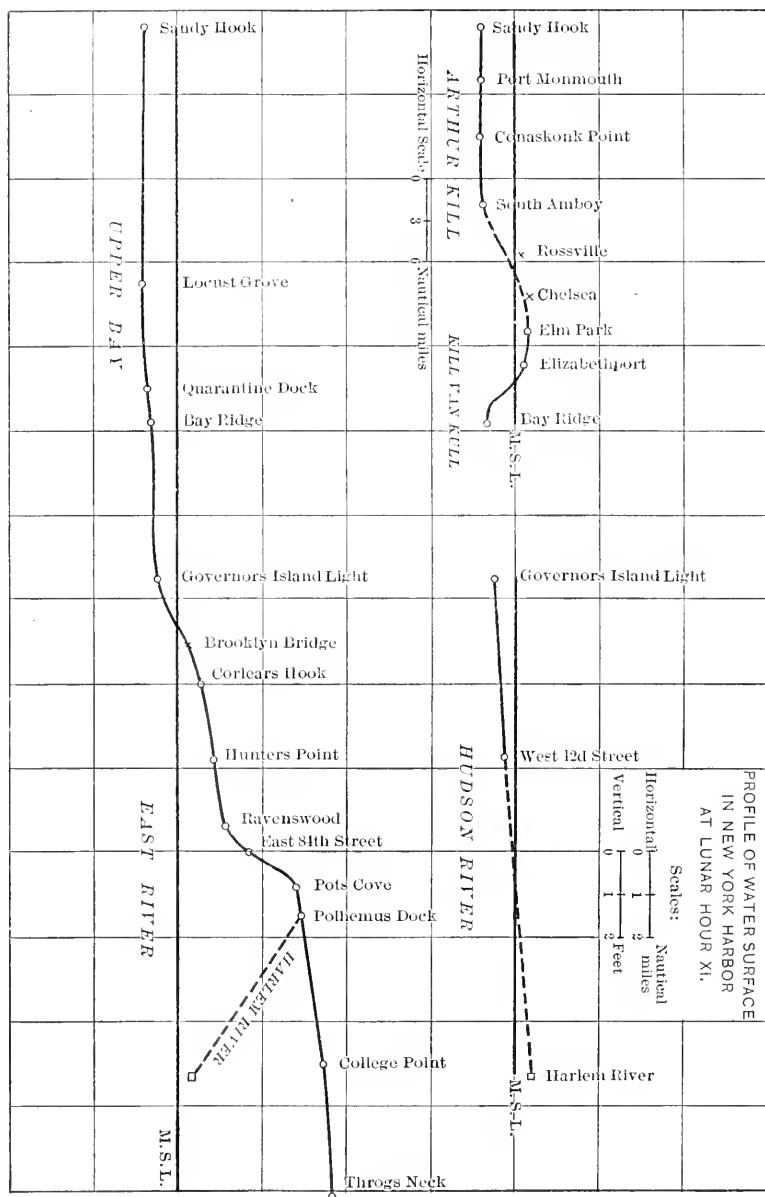 PROFILE OF WATER SURFACE
IN NEW YORK HARBOR
AT LUNAR HOUR XI.
Scales:
Horizontal 0 1 2 Nautical miles
Vertical 0 1 2 Feet
Sandy Hook
Locust Grove
Quarantine Dock
Bay Ridge
Governors Island Light
Brooklyn Bridge
Corlears Hook
Hunters Point
Ravenswood
East 84th Street
Pots Cove
Polhemus Dock
College Point
Throgs Neck
UPPER BAY
EAST RIVER
HARLEM RIVER
M.S.L.
Sandy Hook
Port Monmouth
Conaskonk Point
South Amboy
Rossville
Chelsea
Elm Park
Elizabethport
Bay Ridge
M-S-L.
ARTHUR KILL
KILL VAN KULL
Horizontal Scale 0 3 6 Nautical miles
Governors Island Light
West 42d Street
Harlem River
HUDSON RIVER
M-S-L.